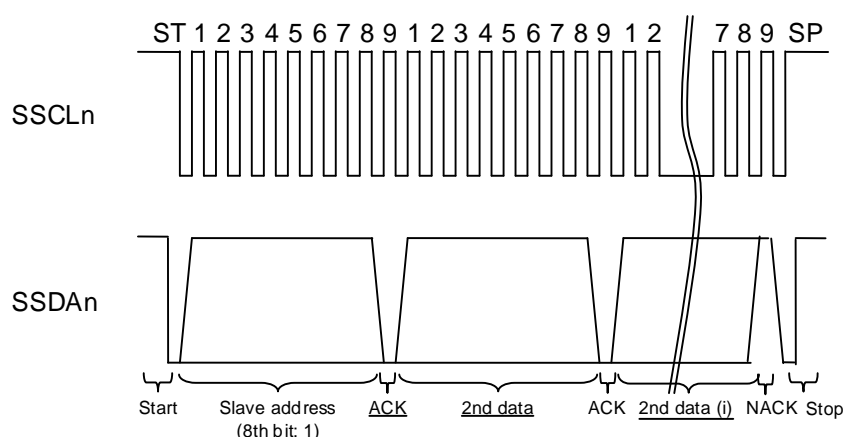 ST 1 2 3 4 5 6 7 8 9 1 2 3 4 5 6 7 8 9 1 2 7 8 9 SP
SSCLn
SSDAn
Start Slave address ACK 2nd data ACK 2nd data (i) NACK Stop
(8th bit: 1)